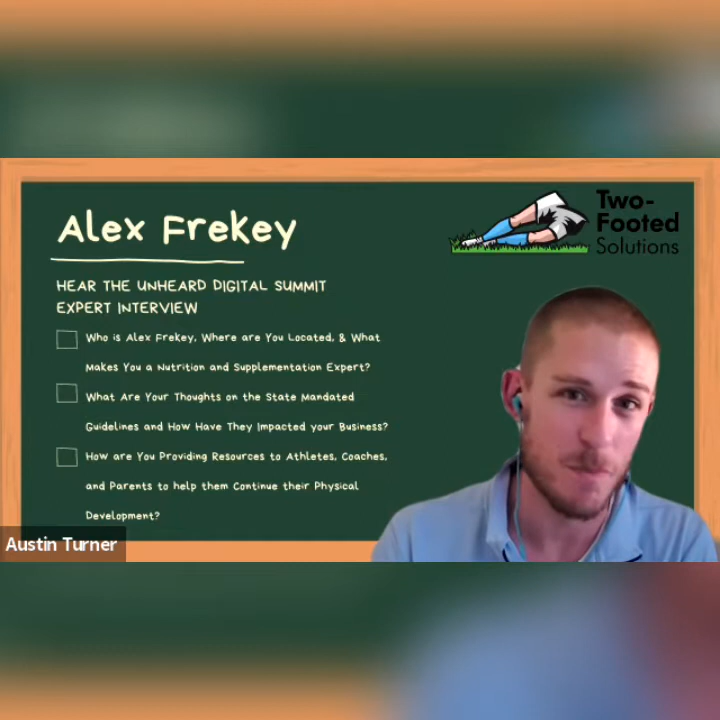 Alex Frekey
Two-
Footed
Solutions
HEAR THE UNHEARD DIGITAL SUMMIT
EXPERT INTERVIEW
Who is Alex Frekey, Where are You Located, & What
Makes You a Nutrition and Supplementation Expert?
What Are Your Thoughts on the State Mandated
Guidelines and How Have They Impacted your Business?
How are You Providing Resources to Athletes, Coaches,
and Parents to help them Continue their Physical
Development?
Austin Turner